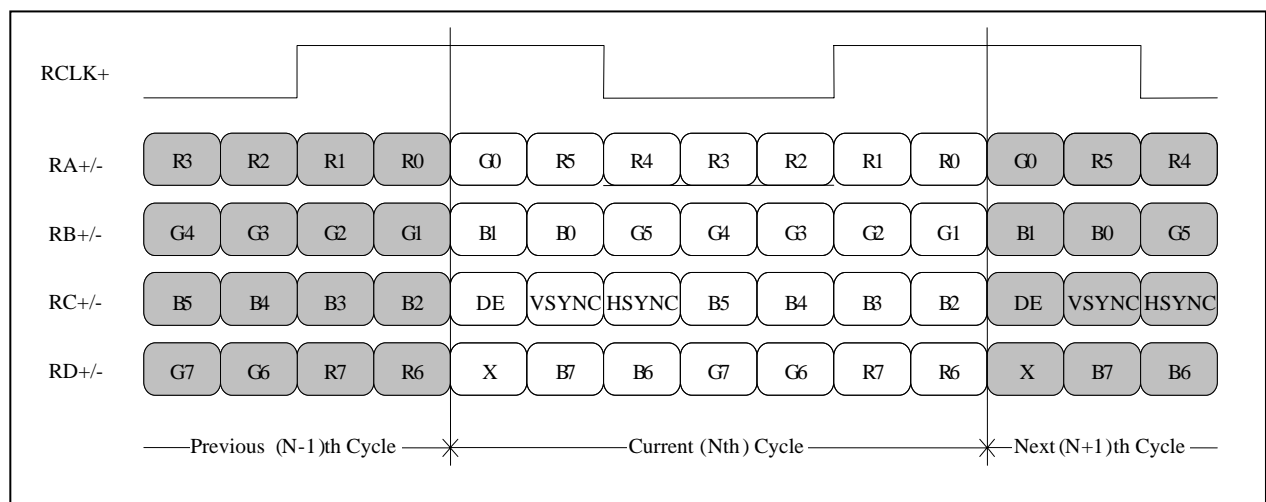 RCLK+
RA+/- R3 R2 R1 R0 G0 R5 R4 R3 R2 R1 R0 G0 R5 R4
RB+/- G4 G3 G2 G1 B1 B0 G5 G4 G3 G2 G1 B1 B0 G5
RC+/- B5 B4 B3 B2 DE VSYNC HSYNC B5 B4 B3 B2 DE VSYNC HSYNC
RD+/- G7 G6 R7 R6 X B7 B6 G7 G6 R7 R6 X B7 B6
Previous (N-1)th Cycle Current (Nth) Cycle Next (N+1)th Cycle